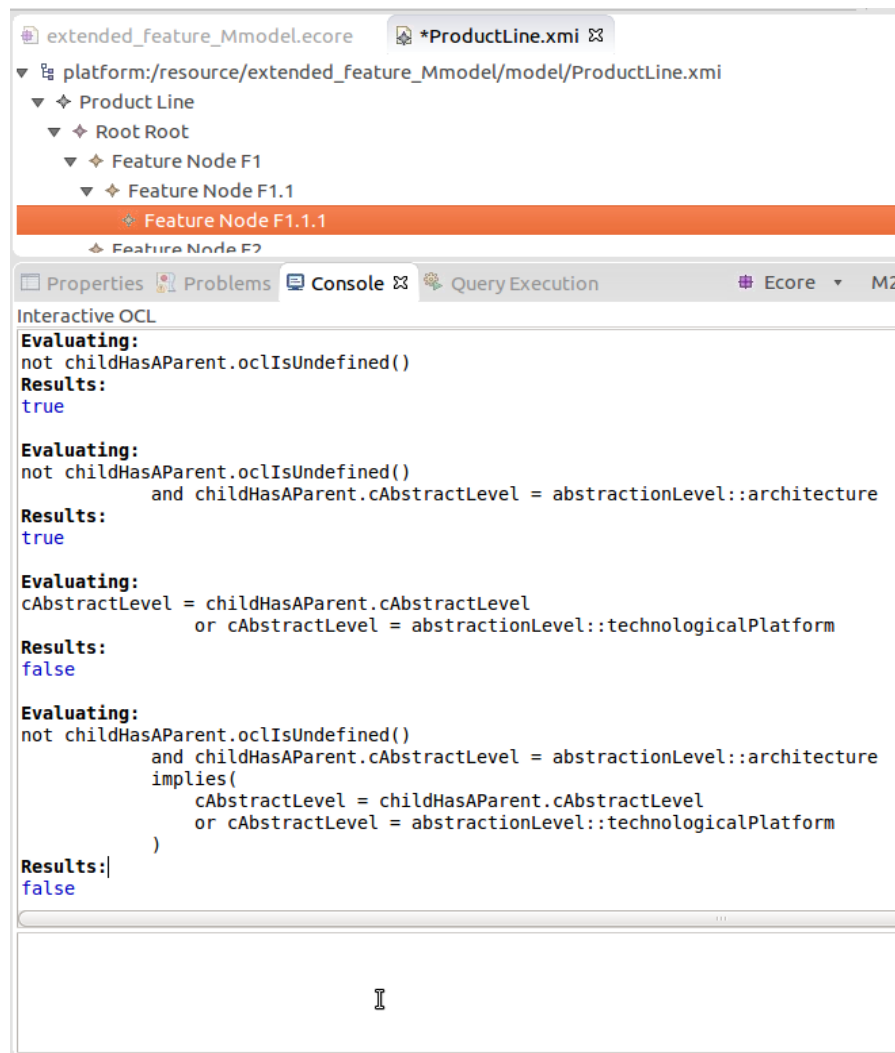 extended_feature_Mmodel.ecore *ProductLine.xmi
platform:/resource/extended_feature_Mmodel/model/ProductLine.xmi
Product Line
Root Root
Feature Node F1
Feature Node F1.1
Feature Node F1.1.1
Feature Node F2
Properties Problems Console Query Execution Ecore M2
Interactive OCL
Evaluating:
not childHasAParent.oclIsUndefined()
Results:
true
Evaluating:
not childHasAParent.oclIsUndefined()
and childHasAParent.cAbstractLevel = abstractionLevel::architecture
Results:
true
Evaluating:
cAbstractLevel = childHasAParent.cAbstractLevel
or cAbstractLevel = abstractionLevel::technologicalPlatform
Results:
false
Evaluating:
not childHasAParent.oclIsUndefined()
and childHasAParent.cAbstractLevel = abstractionLevel::architecture
implies(
cAbstractLevel = childHasAParent.cAbstractLevel
or cAbstractLevel = abstractionLevel::technologicalPlatform
)
Results:
false